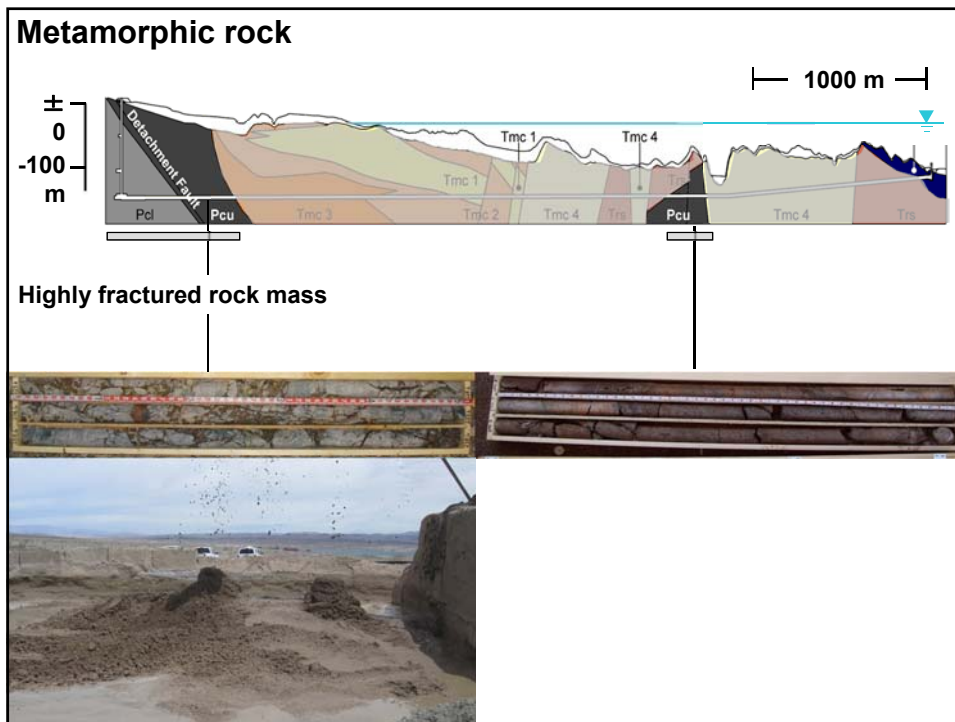 Metamorphic rock
1000 m
±
0
-100
m
Detachment Fault
Tmc 1
Tmc 4
Trs
Tmc 1
Pcl
Pcu
Tmc 3
Tmc 2
Tmc 4
Trs
Pcu
Tmc 4
Trs
Highly fractured rock mass